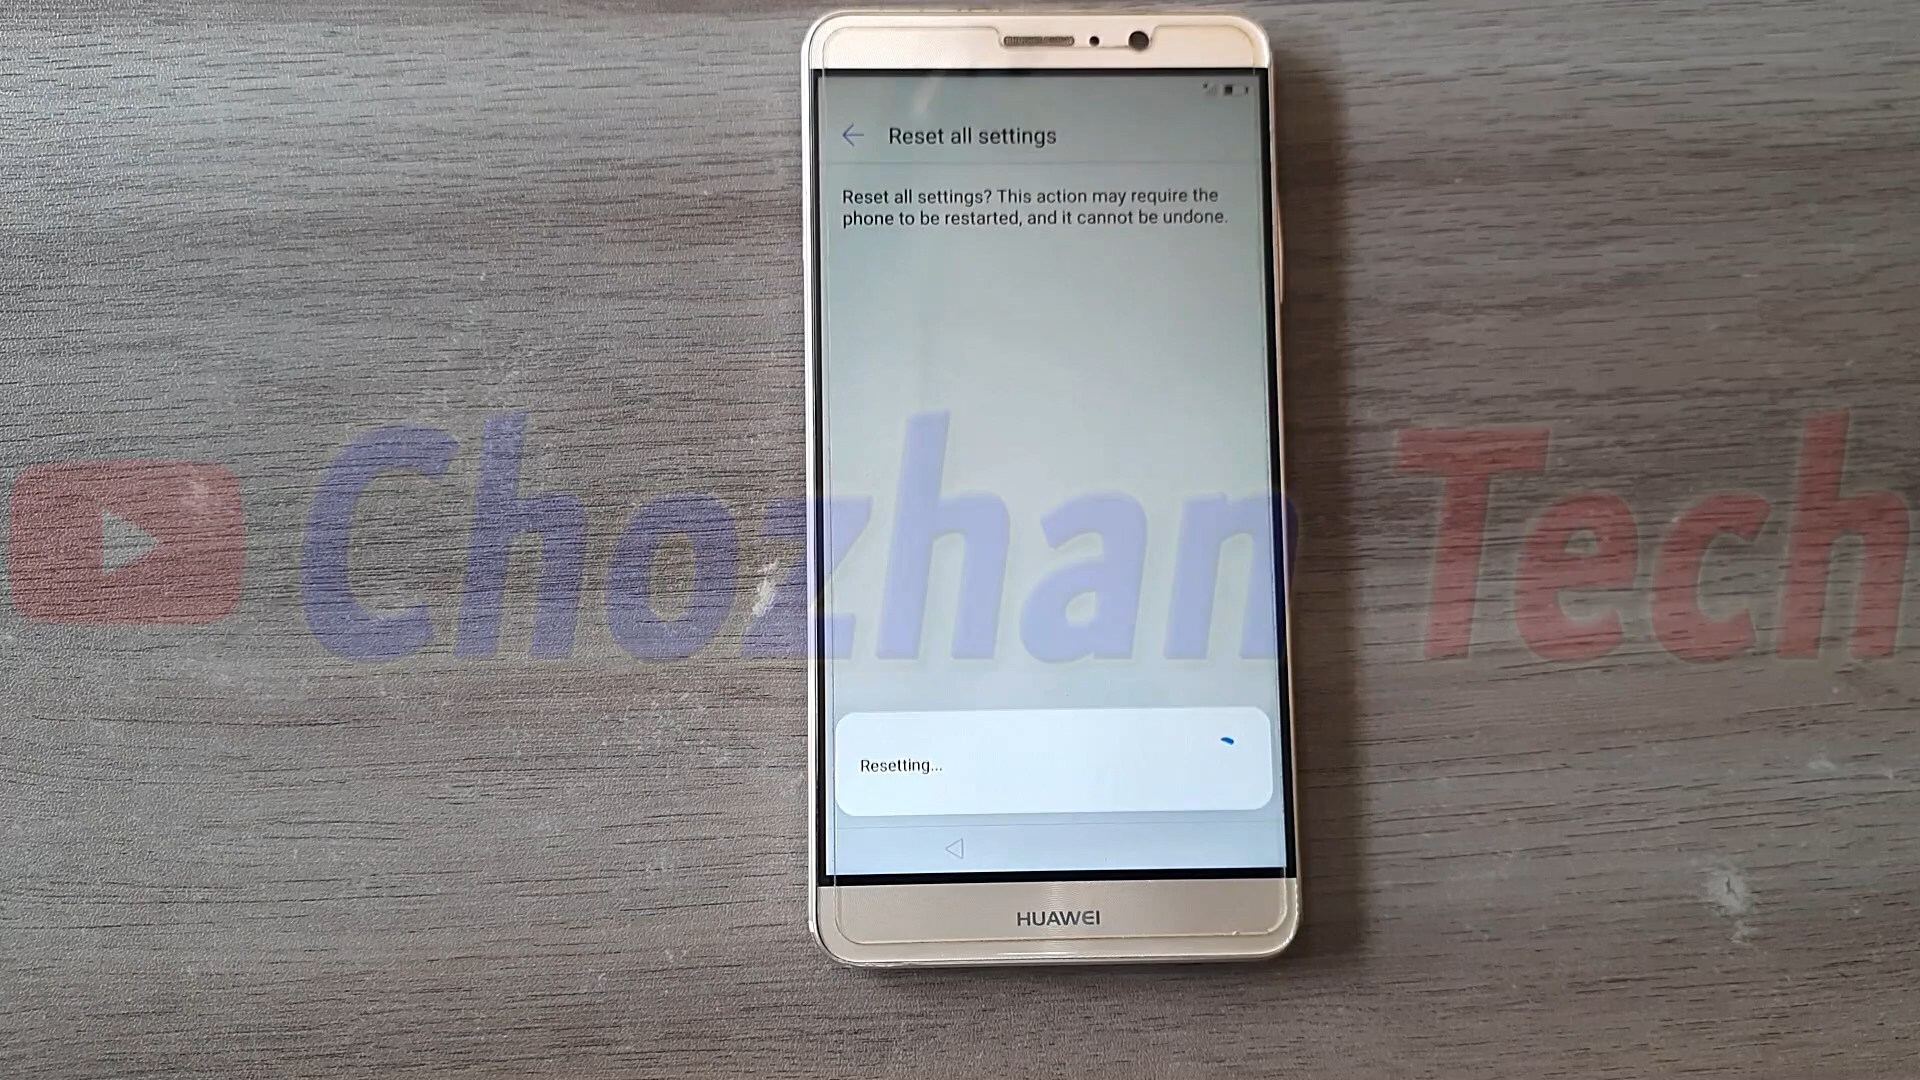 Reset all settings
Reset all settings? This action may require the
phone to be restarted, and it cannot be undone.
Chozhan Tech
Resetting...
HUAWEI